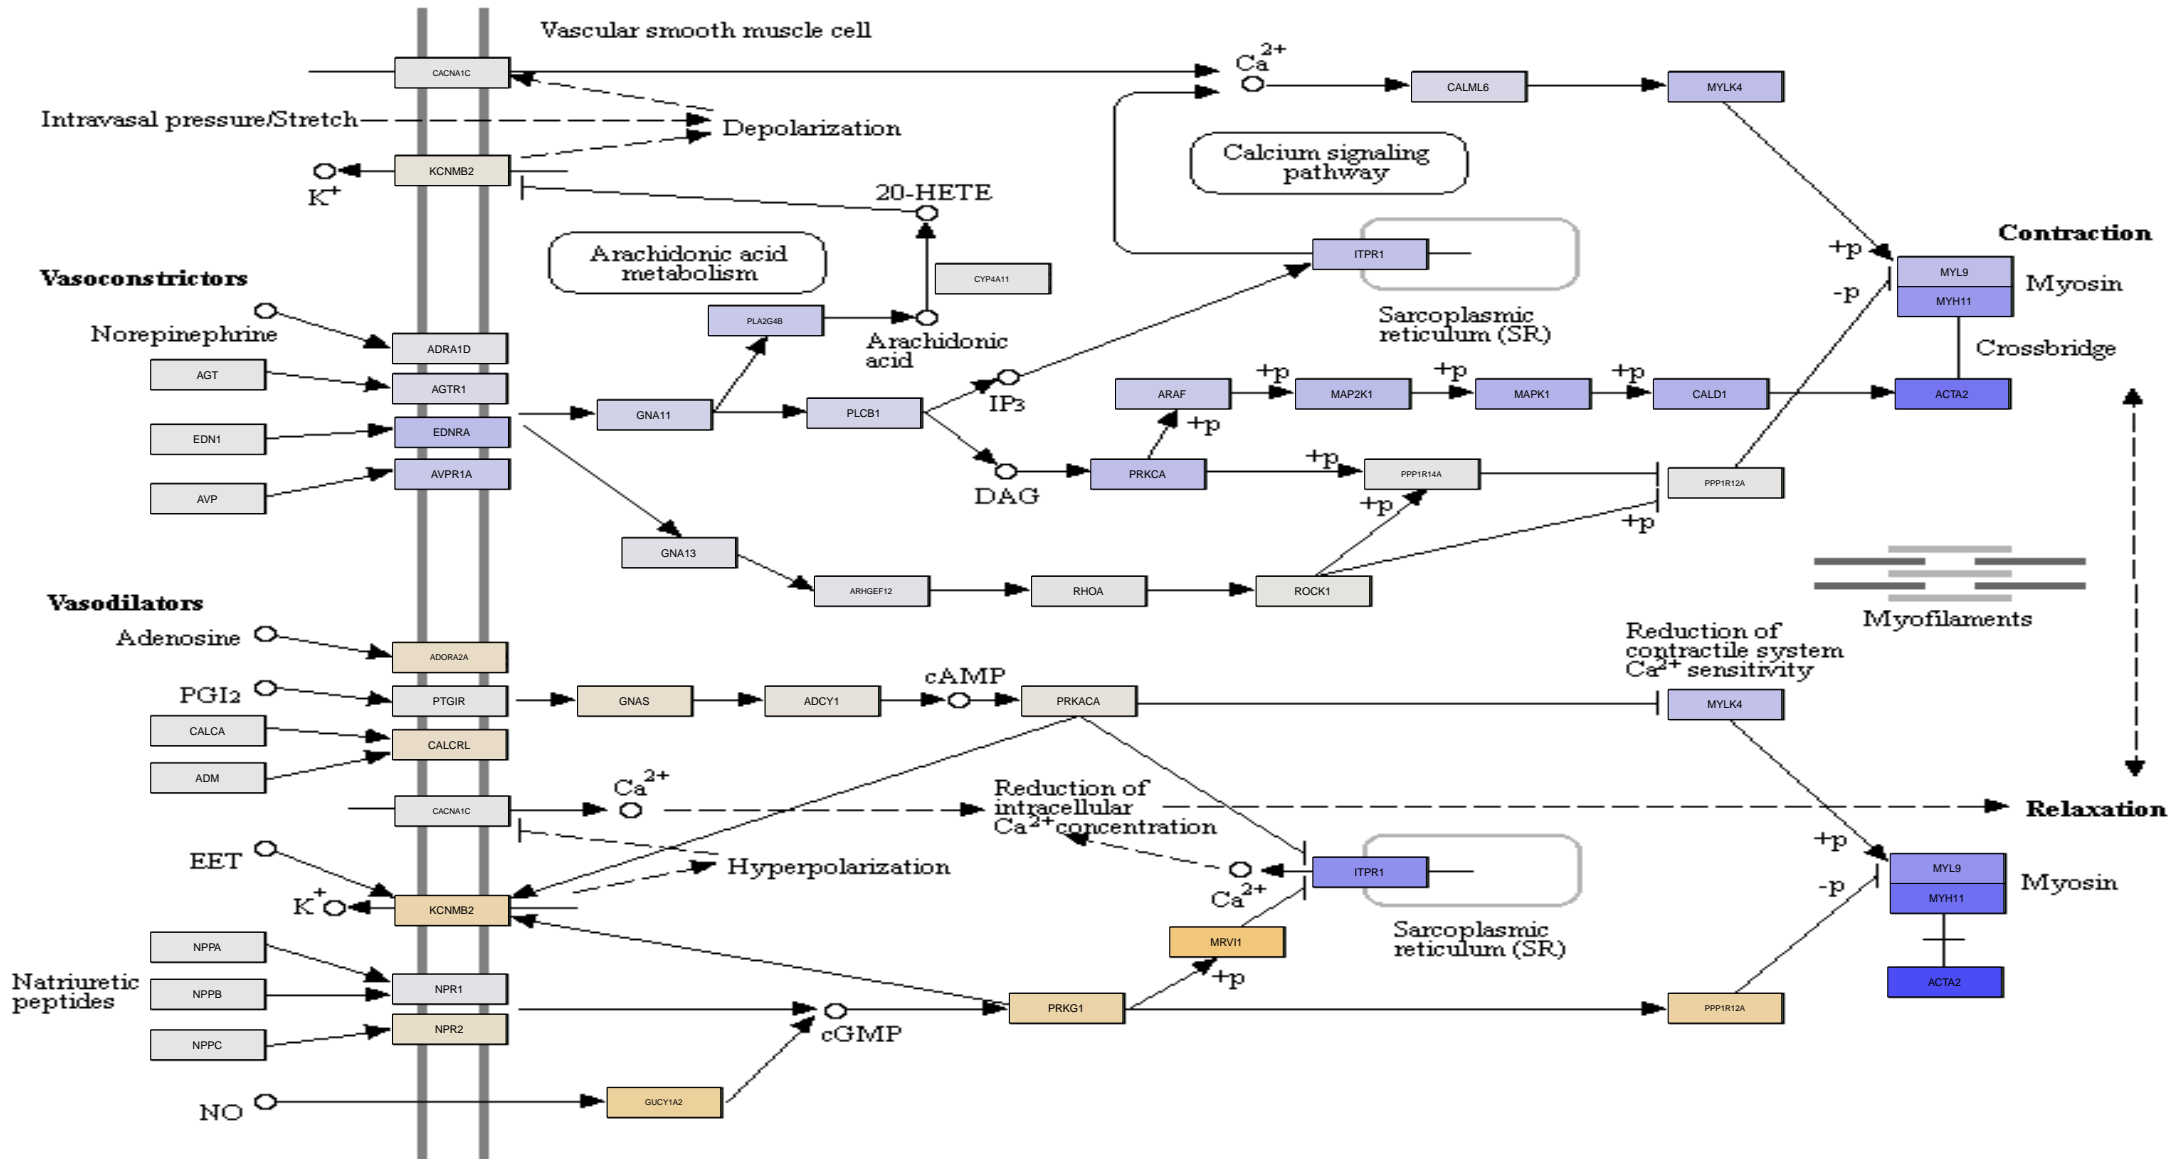 Vascular smooth muscle cell
CACNA1C
Ca2+
CALML6
MYLK4
Intravasal pressure/Stretch
Depolarization
KCNMB2
K+
Calcium signaling
pathway
20-HETE
Arachidonic acid
metabolism
CYP4A11
ITPR1
Sarcoplasmic
reticulum (SR)
+p
-p
Contraction
MYL9
MYH11
Myosin
Crossbridge
Vasoconstrictors
Norepinephrine
ADRA1D
PLA2G4B
Arachidonic
acid
AGT
AGTR1
GNA11
PLCB1
IP3
ARAF
+p
MAP2K1
+p
MAPK1
+p
CALD1
ACTA2
EDN1
EDNRA
+p
AVP
AVPR1A
DAG
PRKCA
+p
PPP1R14A
PPP1R12A
+p
+p
GNA13
ARHGEF12
RHOA
ROCK1
Myofilaments
Vasodilators
Adenosine
ADORA2A
Reduction of
contractile system
Ca2+ sensitivity
PGI2
PTGIR
GNAS
ADCY1
cAMP
PRKACA
MYLK4
CALCA
CALCRL
ADM
CACNA1C
Ca2+
Reduction of
intracellular
Ca2+concentration
Relaxation
EET
Hyperpolarization
Ca2+
ITPR1
Sarcoplasmic
reticulum (SR)
+p
-p
MYL9
MYH11
Myosin
K+
KCNMB2
MRVI1
+p
ACTA2
Natriuretic
peptides
NPPA
NPPB
NPPC
NPR1
NPR2
cGMP
PRKG1
PPP1R12A
NO
GUCY1A2